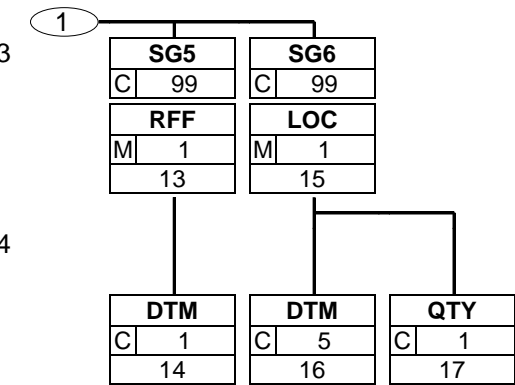 1
3
SG5 SG6
C 99 C 99
RFF LOC
M 1 M 1
13 15
4
DTM DTM QTY
C 1 C 5 C 1
14 16 17